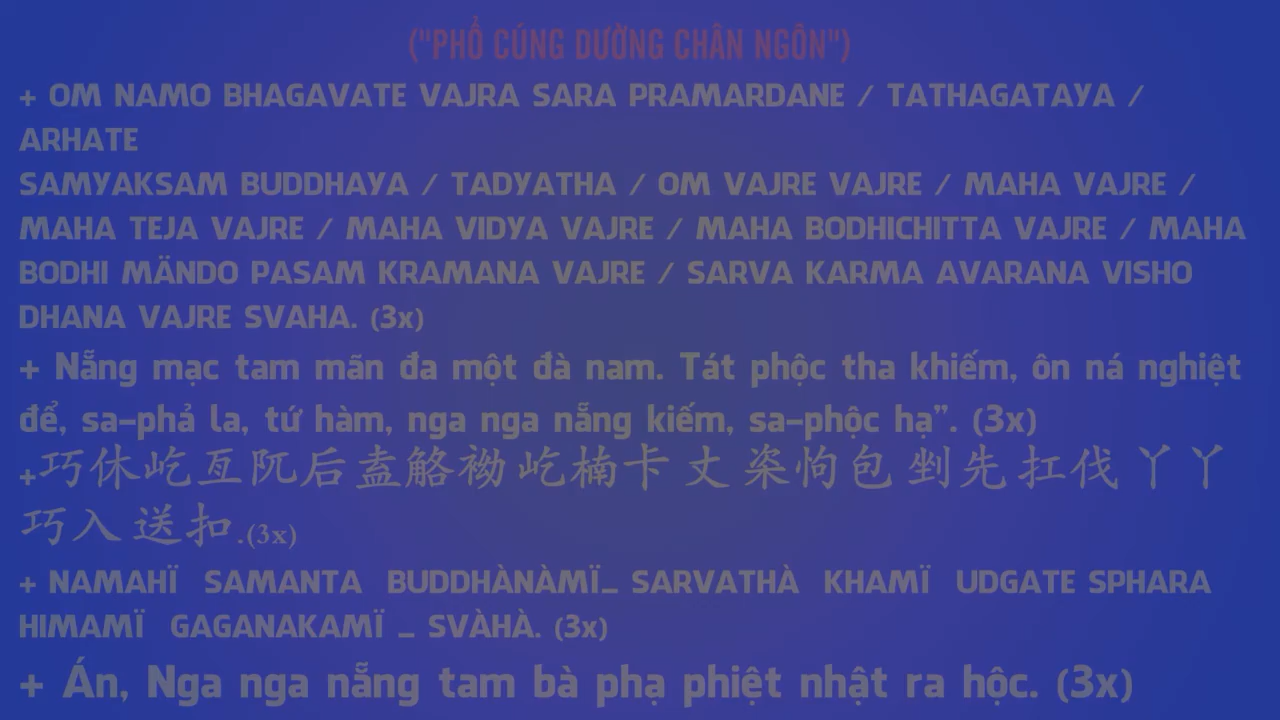 ("PHỔ CÚNG DƯỜNG CHÂN NGÔN")
+ OM NAMO BHAGAVATE VAJRA SARA PRAMARDANE / TATHAGATAYA /
ARHATE
SAMYAKSAM BUDDHAYA / TADYATHA / OM VAJRE VAJRE / MAHA VAJRE /
MAHA TEJA VAJRE / MAHA VIDYA VAJRE / MAHA BODHICHITTA VAJRE / MAHA
BODHI MÄNDO PASAM KRAMANA VAJRE / SARVA KARMA AVARANA VISHO
DHANA VAJRE SVAHA. (3x)
+ Nẵng mạc tam mãn đa một đà nam. Tát phộc tha khiếm, ôn ná nghiệt
để, sa-phả la, tứ hàm, nga nga nẵng kiếm, sa-phộc hạ”. (3x)
+巧休屹亙阢后盍觡袎屹楠卡丈楶怐包剉先扛伐丫丫
巧入送扣.(3x)
+ NAMAHÏ SAMANTA BUDDHÀNÀMÏ_ SARVATHÀ KHAMÏ UDGATE SPHARA
HIMAMÏ GAGANAKAMÏ _ SVÀHÀ. (3x)
+ Án, Nga nga nẵng tam bà phạ phiệt nhật ra hộc. (3x)